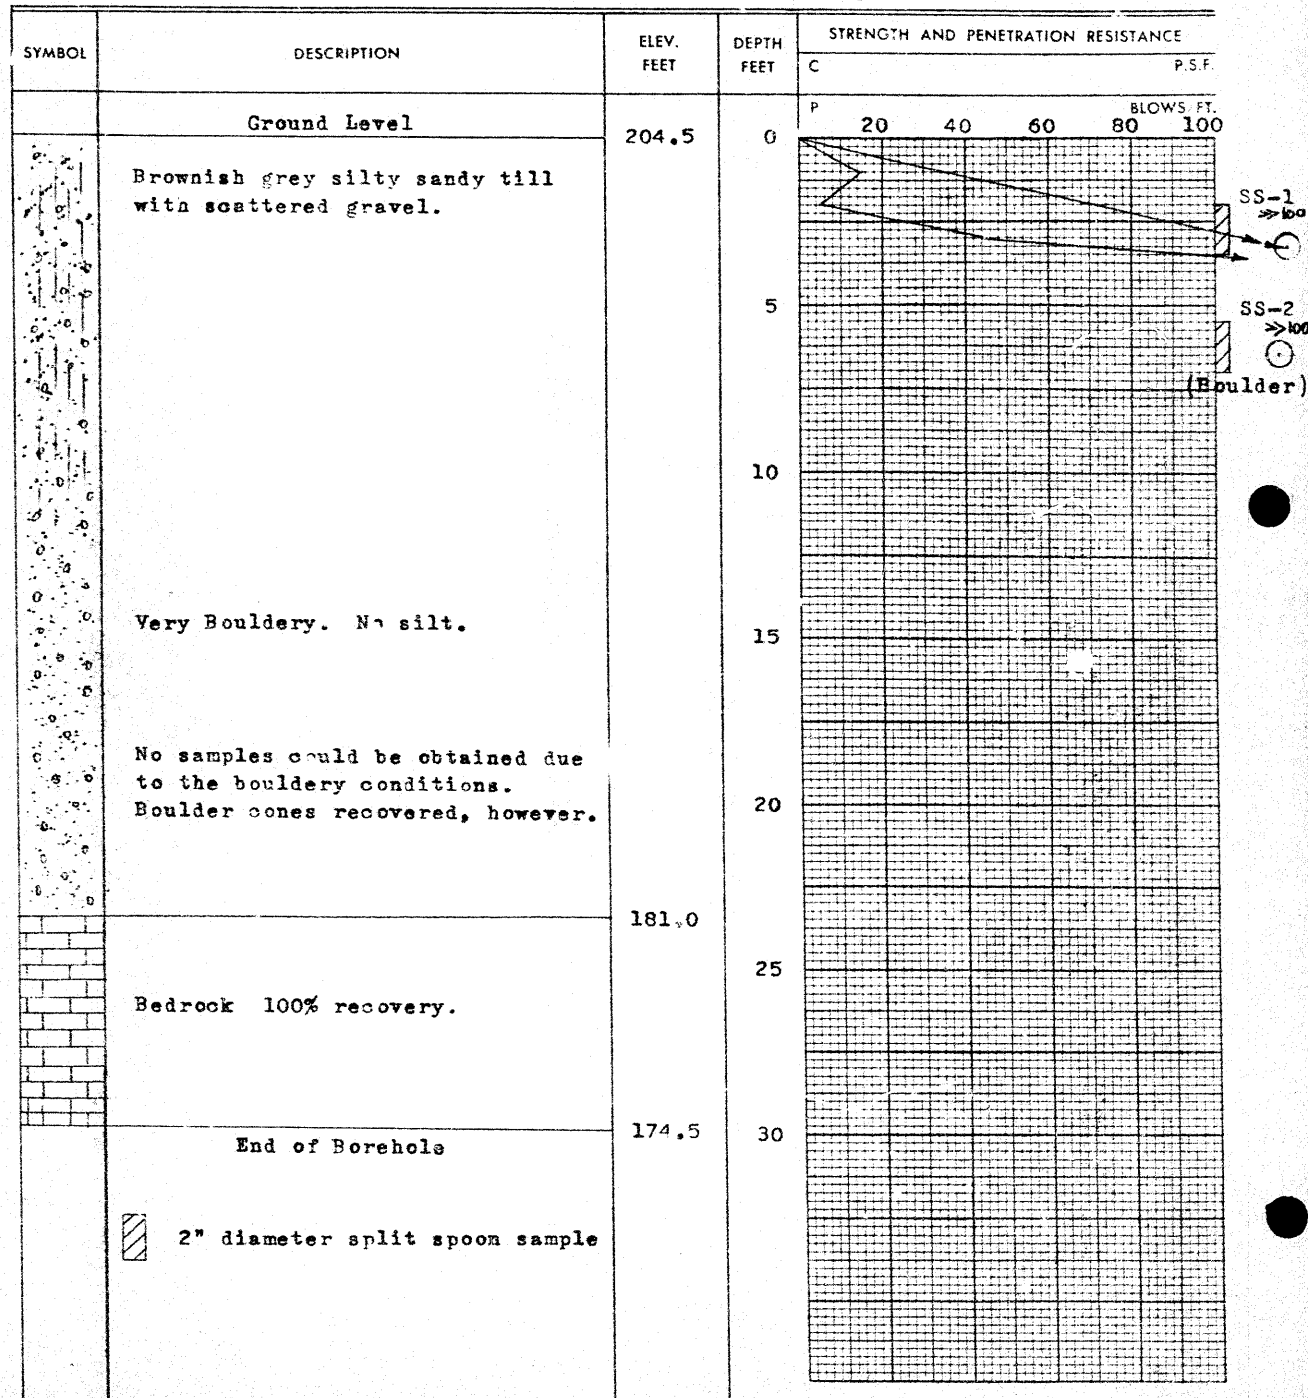 SYMBOL
DESCRIPTION
ELEV. FEET
DEPTH FEET
STRENGTH AND PENETRATION RESISTANCE
C P.S.F.
P BLOWS/FT.
20 40 60 80 100
Ground Level
204.5
0
Brownish grey silty sandy till
with scattered gravel.
SS-1
≫100
5
SS-2
≫100
(Boulder)
10
Very Bouldery. No silt.
15
No samples could be obtained due
to the bouldery conditions.
Boulder cones recovered, however.
20
181.0
25
Bedrock 100% recovery.
174.5
30
End of Borehole
2" diameter split spoon sample